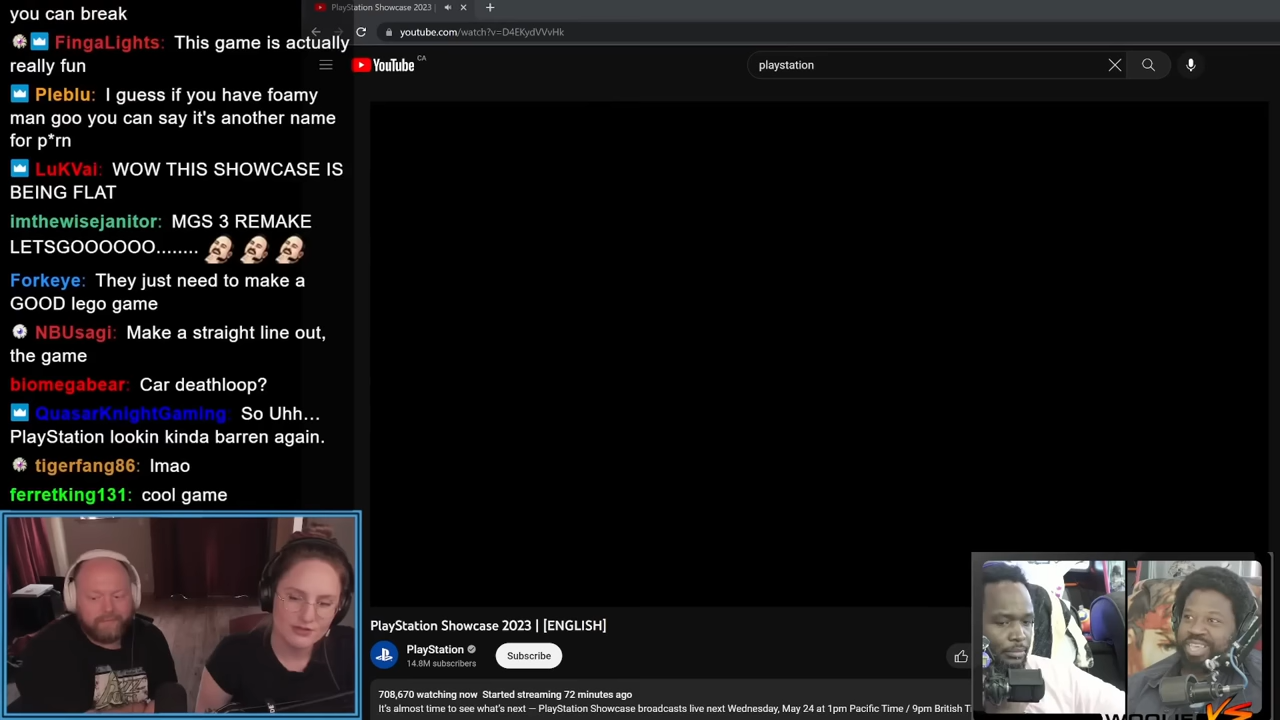 you can break
FingaLights: This game is actually
really fun
Pleblu: I guess if you have foamy
man goo you can say it's another name
for p*rn
LuKVai: WOW THIS SHOWCASE IS
BEING FLAT
imthewisejanitor: MGS 3 REMAKE
LETSGOOOOOO........
Forkeye: They just need to make a
GOOD lego game
NBUsagi: Make a straight line out,
the game
biomegabear: Car deathloop?
QuasarKnightGaming: So Uhh...
PlayStation lookin kinda barren again.
tigerfang86: lmao
ferretking131: cool game
PlayStation Showcase 2023 |
youtube.com/watch?v=D4EKydVVvHk
YouTube CA
playstation
PlayStation Showcase 2023 | [ENGLISH]
PlayStation
14.8M subscribers
Subscribe
708,670 watching now Started streaming 72 minutes ago
It's almost time to see what's next — PlayStation Showcase broadcasts live next Wednesday, May 24 at 1pm Pacific Time / 9pm British T
VS